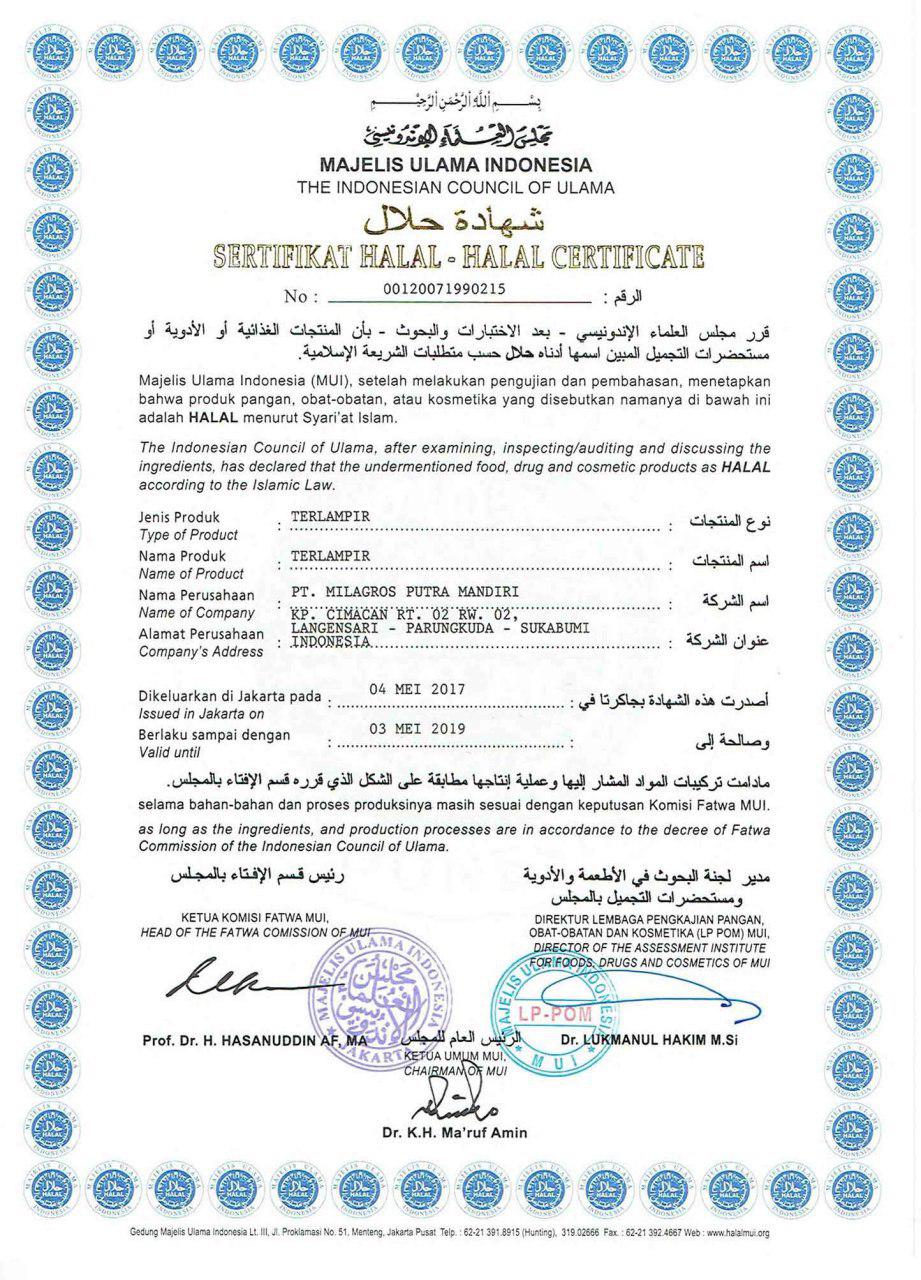 بِسْمِ اللَّهِ الرَّحْمَنِ الرَّحِيْمِ
مجلس العلماء الإندونيسي
MAJELIS ULAMA INDONESIA
THE INDONESIAN COUNCIL OF ULAMA
شهادة حلال
SERTIFIKAT HALAL - HALAL CERTIFICATE
No : 00120071990215 : الرقم
قرر مجلس العلماء الإندونيسي - بعد الاختبارات والبحوث - بأن المنتجات الغذائية أو الأدوية أو
مستحضرات التجميل المبين اسمها أدناه حلال حسب متطلبات الشريعة الإسلامية.
Majelis Ulama Indonesia (MUI), setelah melakukan pengujian dan pembahasan, menetapkan
bahwa produk pangan, obat-obatan, atau kosmetika yang disebutkan namanya di bawah ini
adalah HALAL menurut Syari'at Islam.
The Indonesian Council of Ulama, after examining, inspecting/auditing and discussing the
ingredients, has declared that the undermentioned food, drug and cosmetic products as HALAL
according to the Islamic Law.
Jenis Produk : TERLAMPIR : نوع المنتجات
Type of Product
Nama Produk : TERLAMPIR : اسم المنتجات
Name of Product
Nama Perusahaan : PT. MILAGROS PUTRA MANDIRI : اسم الشركة
Name of Company
KP. CIMACAN RT. 02 RW. 02,
Alamat Perusahaan : LANGENSARI - PARUNGKUDA - SUKABUMI : عنوان الشركة
Company's Address INDONESIA
Dikeluarkan di Jakarta pada : 04 MEI 2017 : أصدرت هذه الشهادة بجاكرتا في
Issued in Jakarta on
Berlaku sampai dengan : 03 MEI 2019 : وصالحة إلى
Valid until
مادامت تركيبات المواد المشار إليها وعملية إنتاجها مطابقة على الشكل الذي قرره قسم الإفتاء بالمجلس.
selama bahan-bahan dan proses produksinya masih sesuai dengan keputusan Komisi Fatwa MUI.
as long as the ingredients, and production processes are in accordance to the decree of Fatwa
Commission of the Indonesian Council of Ulama.
رئيس قسم الإفتاء بالمجلس
KETUA KOMISI FATWA MUI,
HEAD OF THE FATWA COMISSION OF MUI
MAJELIS ULAMA INDONESIA
مجلس العلماء الإندونيسي
JAKARTA
Prof. Dr. H. HASANUDDIN AF, MA
مدير لجنة البحوث في الأطعمة والأدوية
ومستحضرات التجميل بالمجلس
DIREKTUR LEMBAGA PENGKAJIAN PANGAN,
OBAT-OBATAN DAN KOSMETIKA (LP POM) MUI,
DIRECTOR OF THE ASSESSMENT INSTITUTE
FOR FOODS, DRUGS AND COSMETICS OF MUI
MAJELIS ULAMA INDONESIA
LP-POM
MUI
Dr. LUKMANUL HAKIM M.Si
الرئيس العام للمجلس
KETUA UMUM MUI,
CHAIRMAN OF MUI
Dr. K.H. Ma'ruf Amin
Gedung Majelis Ulama Indonesia Lt. III, Jl. Proklamasi No. 51, Menteng, Jakarta Pusat Telp. : 62-21 391.8915 (Hunting), 319.02666 Fax. : 62-21 392.4667 Web : www.halalmui.org